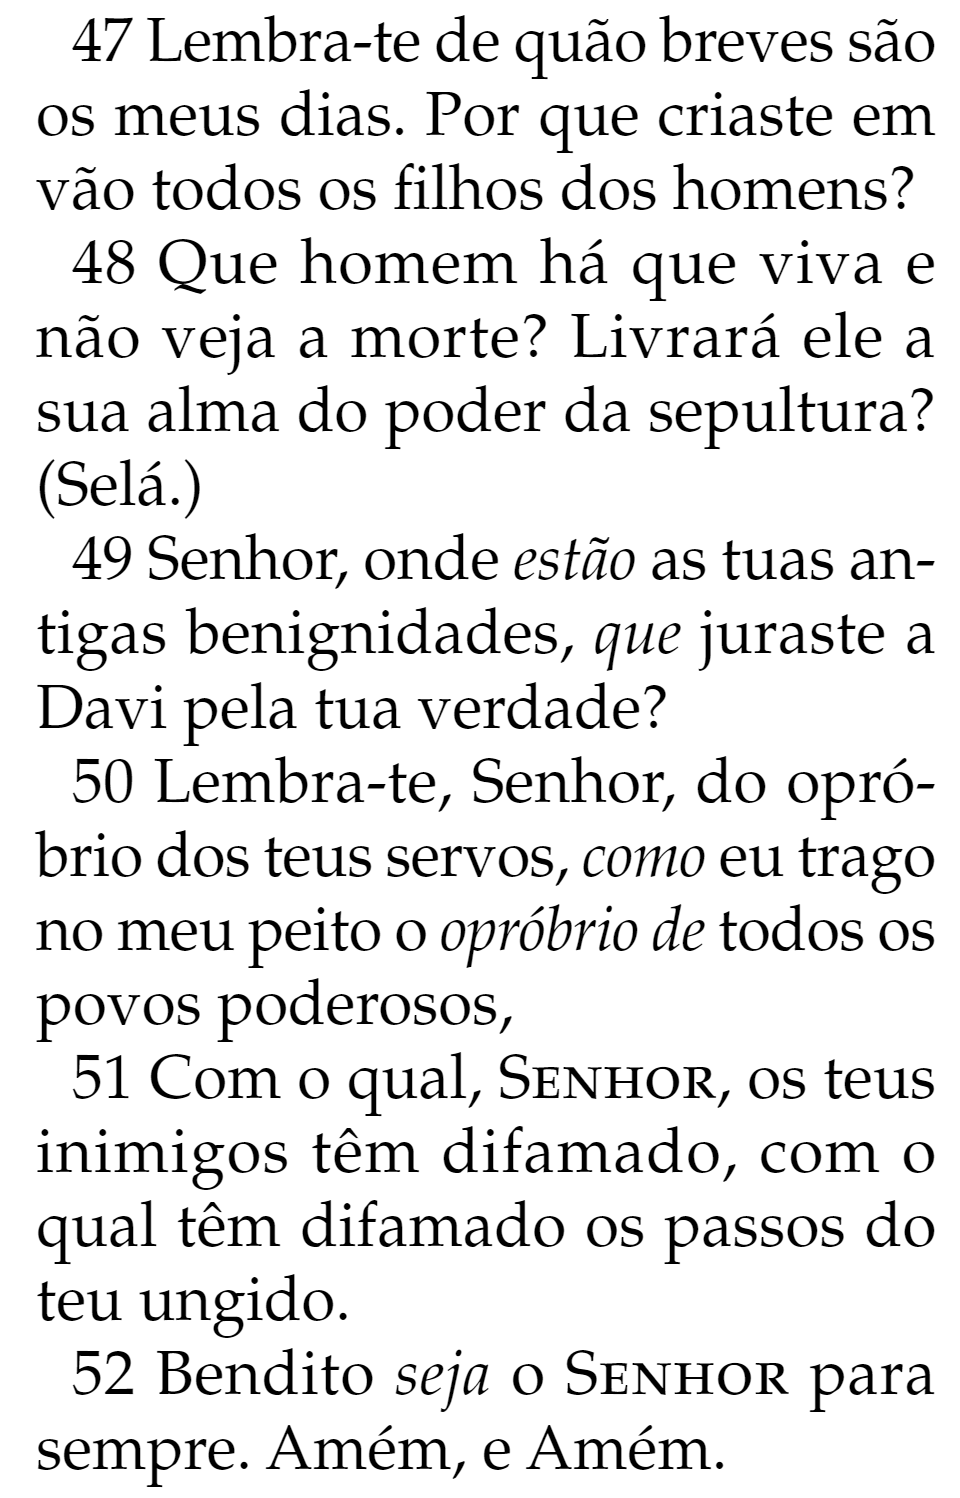 47 Lembra-te de quão breves são
os meus dias. Por que criaste em
vão todos os filhos dos homens?
48 Que homem há que viva e
não veja a morte? Livrará ele a
sua alma do poder da sepultura?
(Selá.)
49 Senhor, onde estão as tuas an-
tigas benignidades, que juraste a
Davi pela tua verdade?
50 Lembra-te, Senhor, do opró-
brio dos teus servos, como eu trago
no meu peito o opróbrio de todos os
povos poderosos,
51 Com o qual, SENHOR, os teus
inimigos têm difamado, com o
qual têm difamado os passos do
teu ungido.
52 Bendito seja o SENHOR para
sempre. Amém, e Amém.